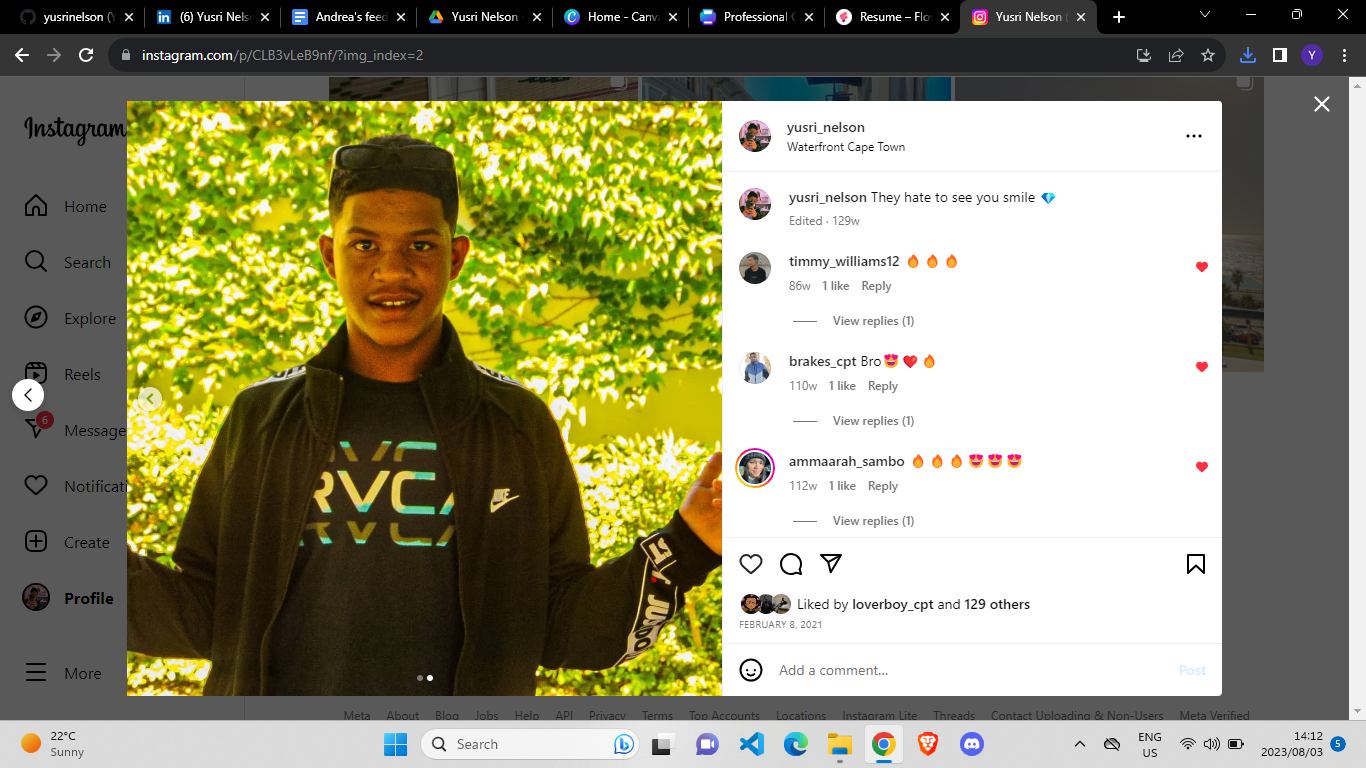 yusrinelson (Y
(6) Yusri Nels
Andrea's feed
Yusri Nelson -
Home - Canva
Professional C
Resume – Flo
Yusri Nelson (
instagram.com/p/CLB3vLeB9nf/?img_index=2
Y
Instagram
Home
Search
Explore
Reels
6
Message
Notificat
Create
Profile
More
RVCA
RVCA
RVCA
NIKE
yusri_nelson
Waterfront Cape Town
yusri_nelson They hate to see you smile 💎
Edited · 129w
timmy_williams12 🔥🔥🔥
86w 1 like Reply
View replies (1)
brakes_cpt Bro😍❤️🔥
110w 1 like Reply
View replies (1)
ammaarah_sambo 🔥🔥🔥😍😍😍
112w 1 like Reply
View replies (1)
Liked by loverboy_cpt and 129 others
FEBRUARY 8, 2021
Add a comment...
Post
Meta About Blog Jobs Help API Privacy Terms Top Accounts Locations Instagram Lite Threads Contact Uploading & Non-Users Meta Verified
22°C
Sunny
Search
ENG
US
14:12
2023/08/03
5